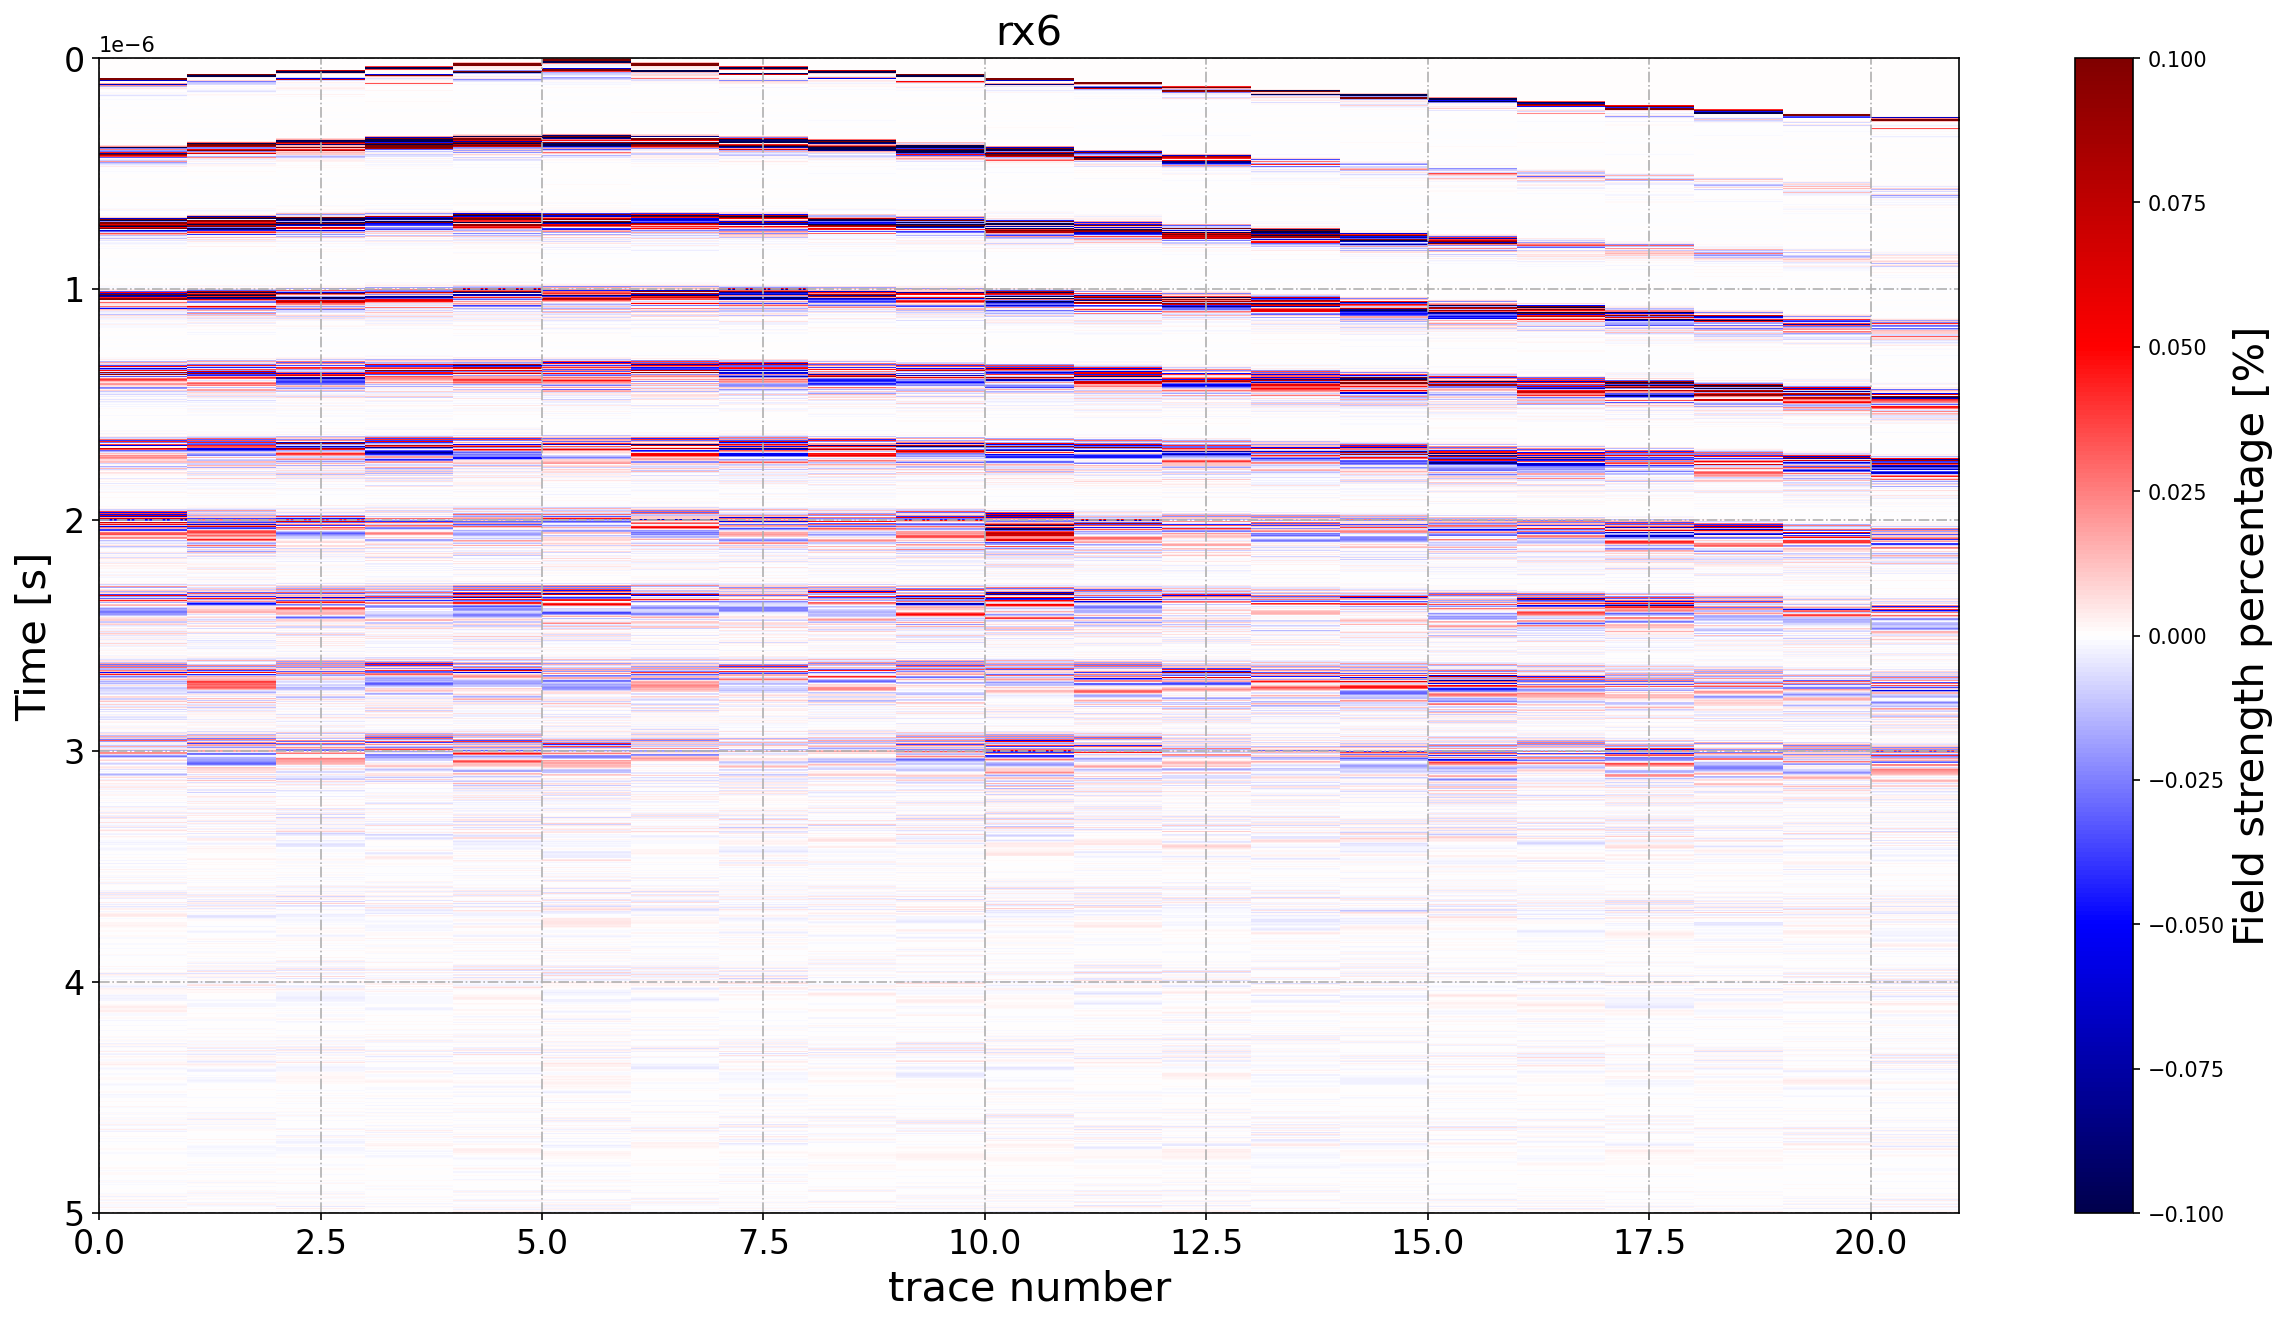 rx6
1e−6
0
1
2
3
4
5
Time [s]
0.0 2.5 5.0 7.5 10.0 12.5 15.0 17.5 20.0
trace number
0.100
0.075
0.050
0.025
0.000
−0.025
−0.050
−0.075
−0.100
Field strength percentage [%]